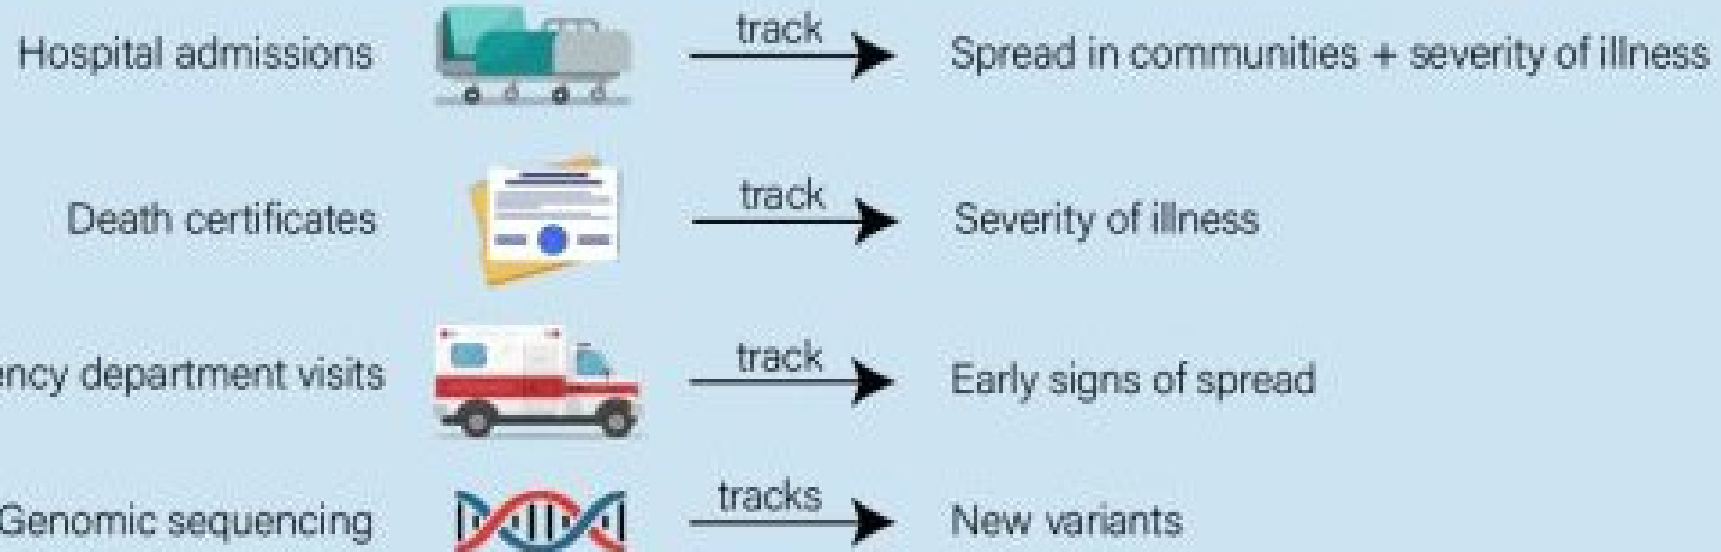 Hospital admissions track Spread in communities + severity of illness
Death certificates track Severity of illness
ency department visits track Early signs of spread
Genomic sequencing tracks New variants